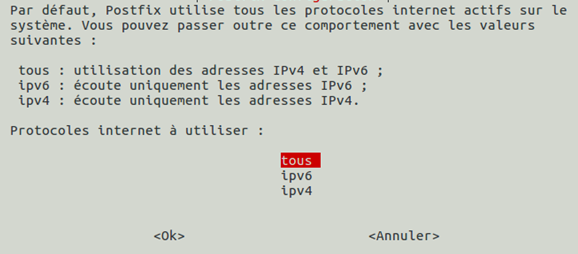 Par défaut, Postfix utilise tous les protocoles internet actifs sur le
système. Vous pouvez passer outre ce comportement avec les valeurs
suivantes :
tous : utilisation des adresses IPv4 et IPv6 ;
ipv6 : écoute uniquement les adresses IPv6 ;
ipv4 : écoute uniquement les adresses IPv4.
Protocoles internet à utiliser :
tous
ipv6
ipv4
<Ok> <Annuler>